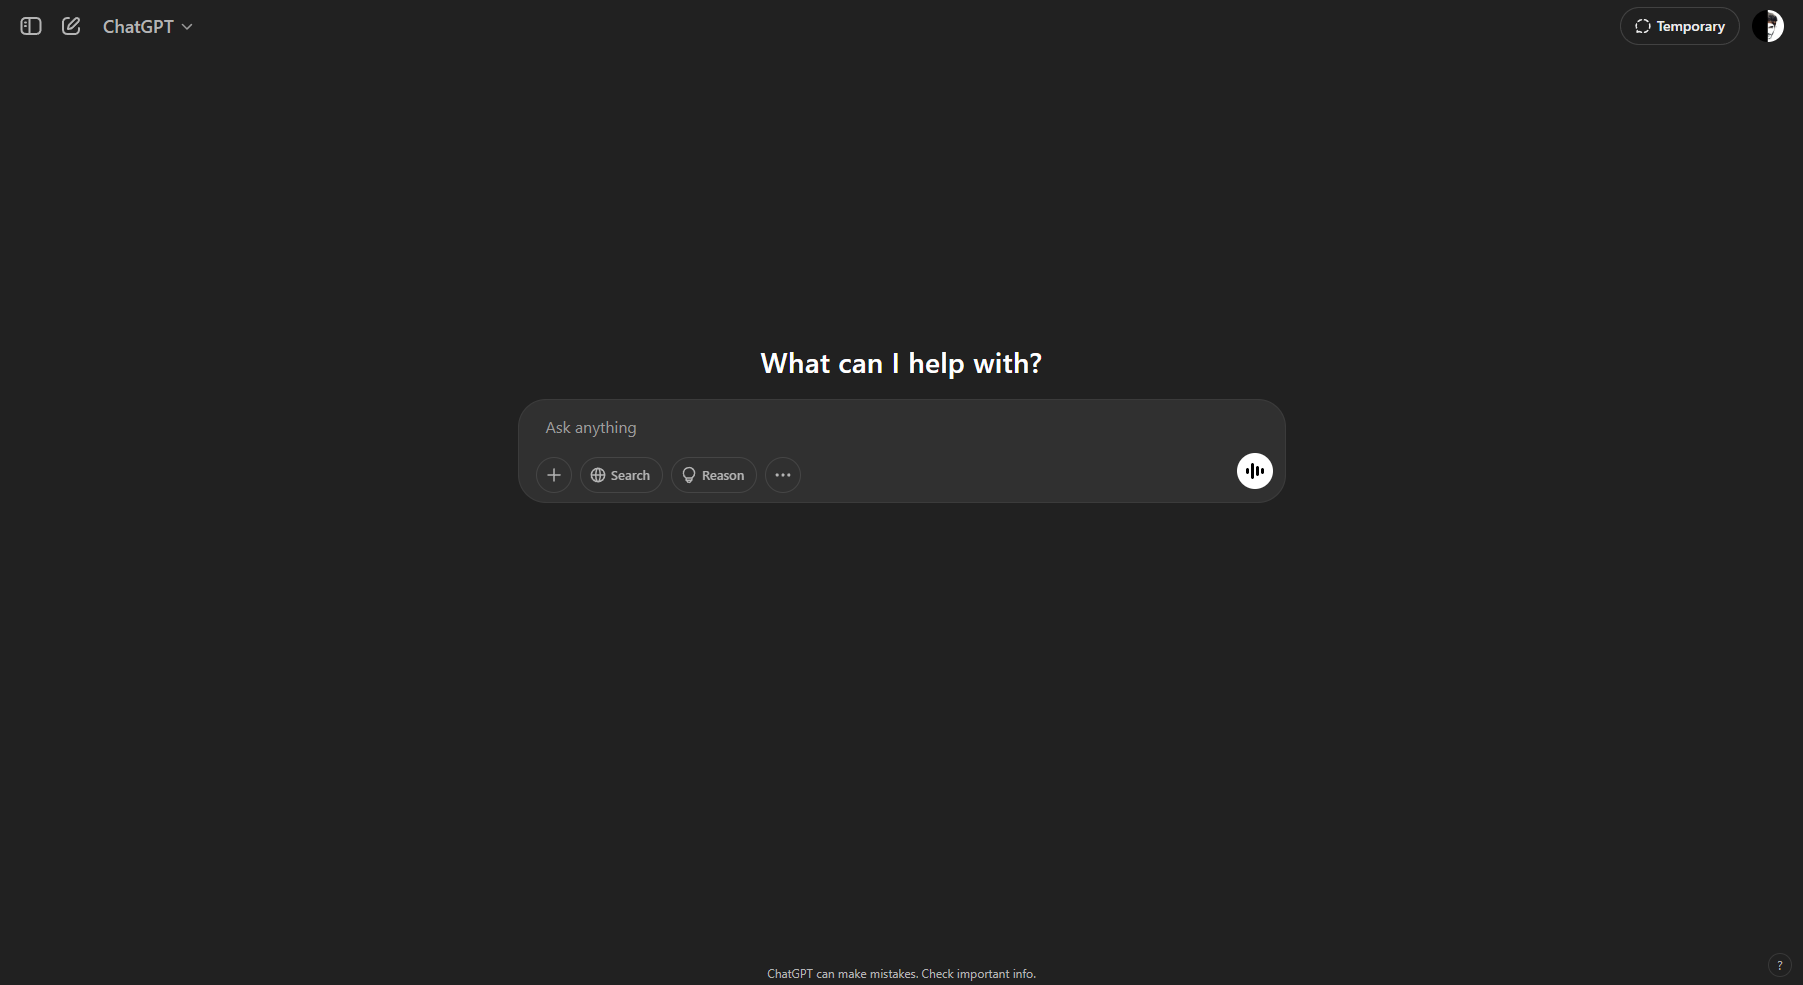 ChatGPT
Temporary
What can I help with?
Ask anything
Search
Reason
ChatGPT can make mistakes. Check important info.
?